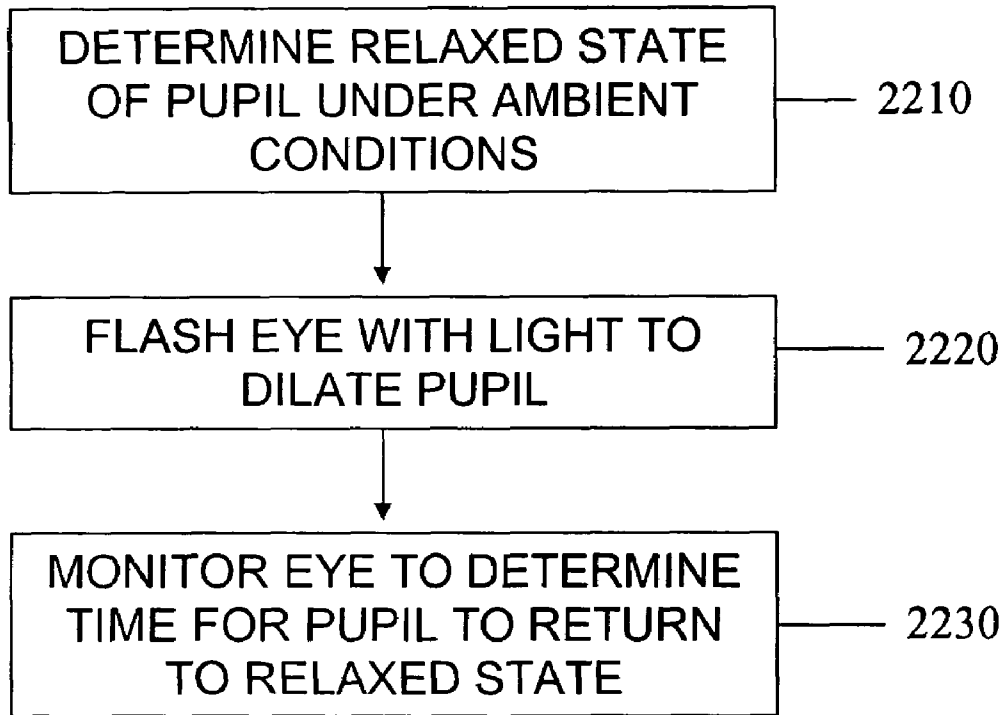 DETERMINE RELAXED STATE
OF PUPIL UNDER AMBIENT
CONDITIONS
2210
FLASH EYE WITH LIGHT TO
DILATE PUPIL
2220
MONITOR EYE TO DETERMINE
TIME FOR PUPIL TO RETURN
TO RELAXED STATE
2230